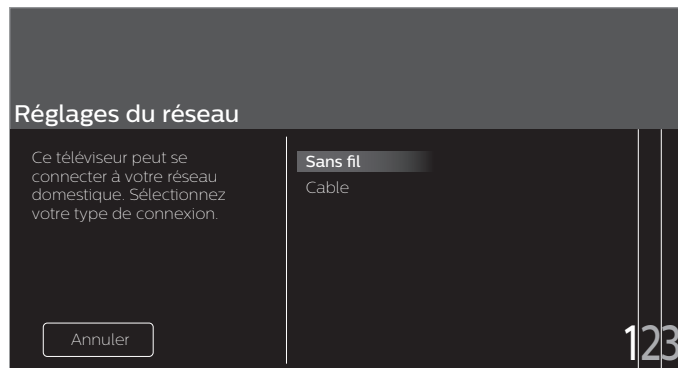 Réglages du réseau
Ce téléviseur peut se
connecter à votre réseau
domestique. Sélectionnez
votre type de connexion.
Sans fil
Cable
Annuler
123